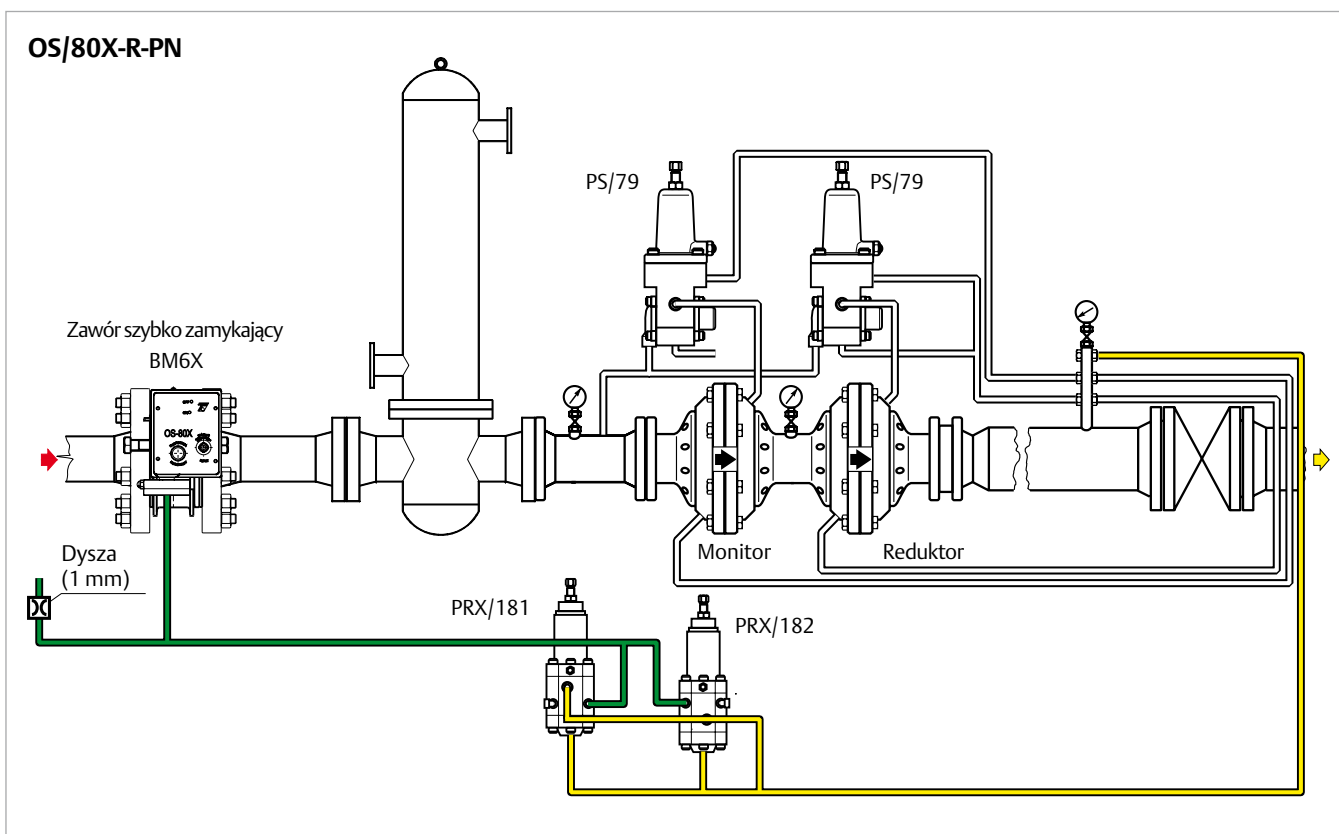 OS/80X-R-PN
PS/79
PS/79
Zawór szybko zamykający
BM6X
OS-80X
Monitor
Reduktor
Dysza
(1 mm)
PRX/181
PRX/182